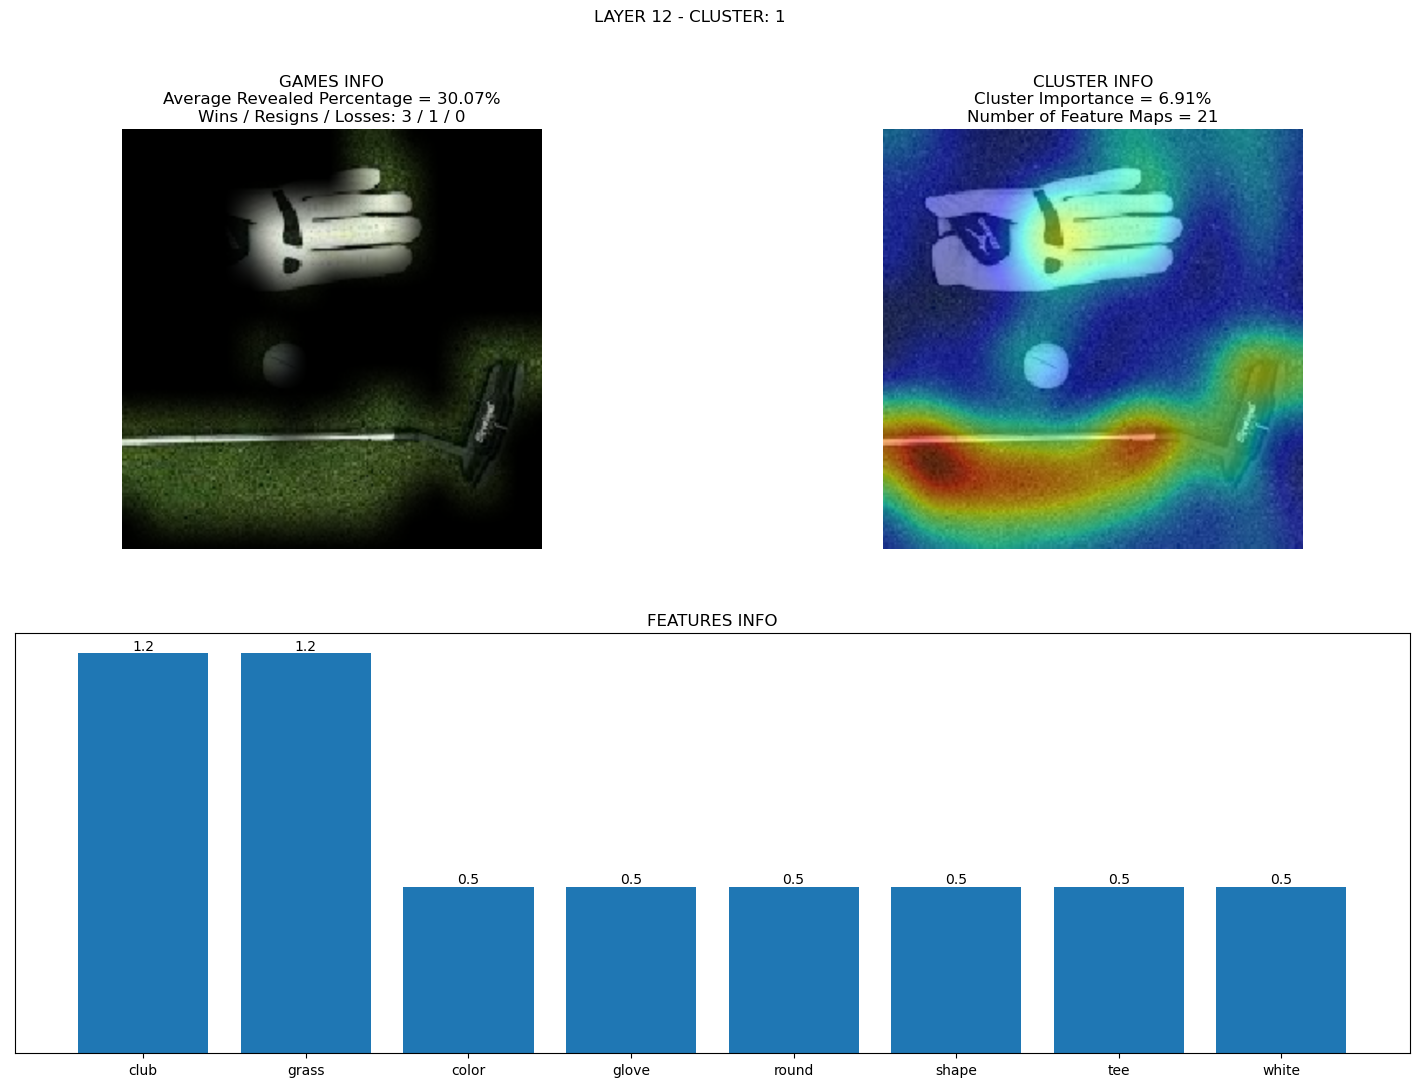 LAYER 12 - CLUSTER: 1
GAMES INFO
Average Revealed Percentage = 30.07%
Wins / Resigns / Losses: 3 / 1 / 0
CLUSTER INFO
Cluster Importance = 6.91%
Number of Feature Maps = 21
FEATURES INFO
1.2 1.2 0.5 0.5 0.5 0.5 0.5 0.5
club grass color glove round shape tee white